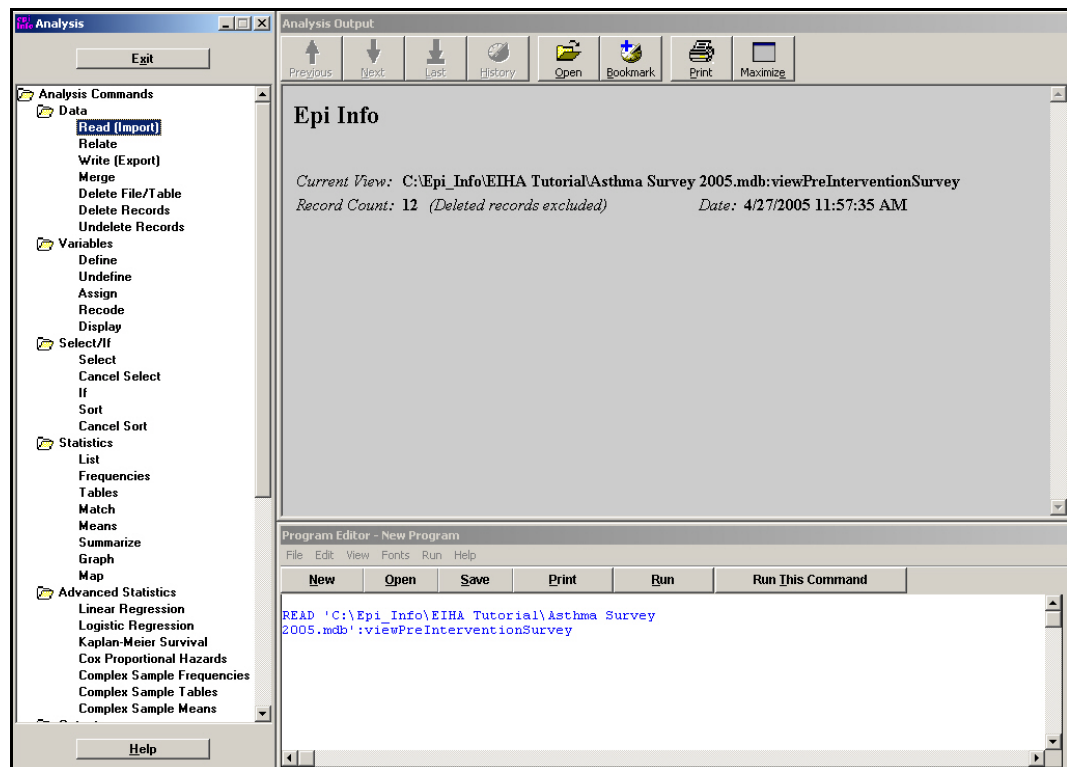 Epi Info Analysis
Exit
Analysis Commands
Data
Read (Import)
Relate
Write (Export)
Merge
Delete File/Table
Delete Records
Undelete Records
Variables
Define
Undefine
Assign
Recode
Display
Select/If
Select
Cancel Select
If
Sort
Cancel Sort
Statistics
List
Frequencies
Tables
Match
Means
Summarize
Graph
Map
Advanced Statistics
Linear Regression
Logistic Regression
Kaplan-Meier Survival
Cox Proportional Hazards
Complex Sample Frequencies
Complex Sample Tables
Complex Sample Means
Help
Analysis Output
Previous Next Last History Open Bookmark Print Maximize
Epi Info
Current View: C:\Epi_Info\EIHA Tutorial\Asthma Survey 2005.mdb:viewPreInterventionSurvey
Record Count: 12 (Deleted records excluded) Date: 4/27/2005 11:57:35 AM
Program Editor - New Program
File Edit View Fonts Run Help
New Open Save Print Run Run This Command
READ 'C:\Epi_Info\EIHA Tutorial\Asthma Survey
2005.mdb':viewPreInterventionSurvey